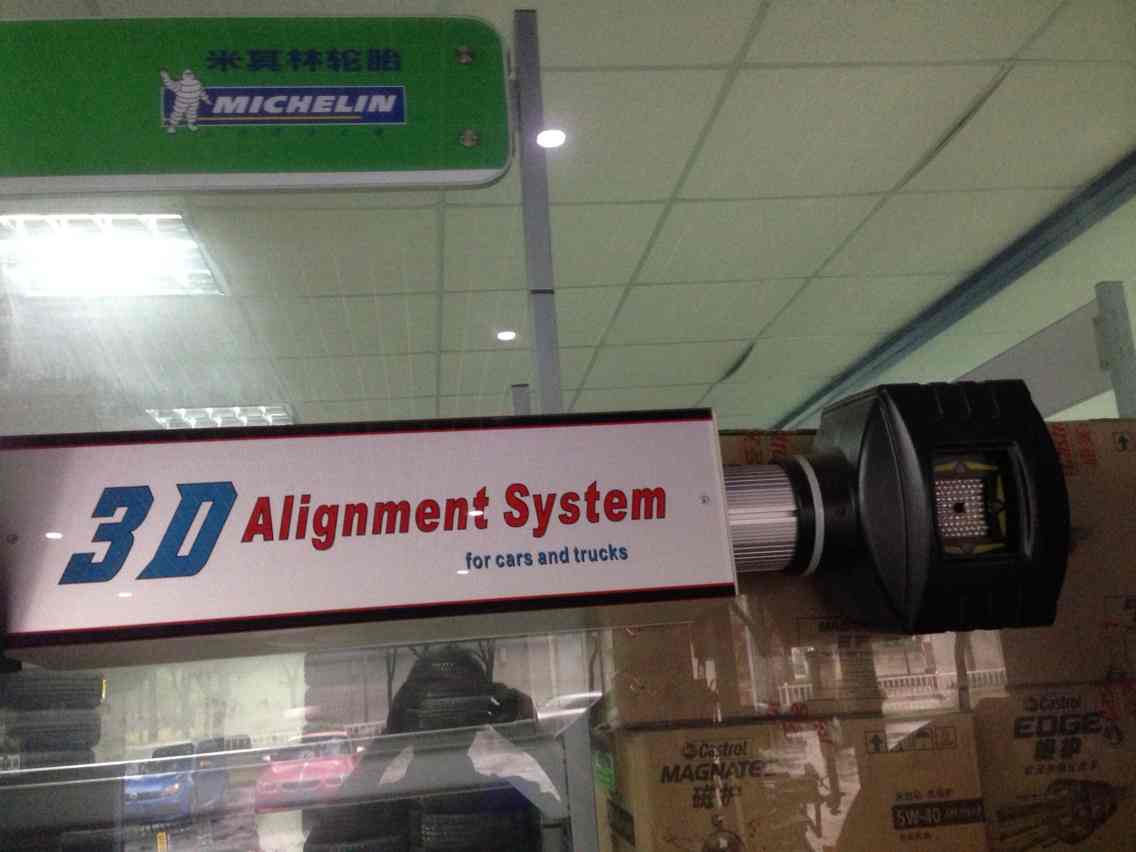 米其林轮胎
MICHELIN
3D Alignment System
for cars and trucks
Castrol
MAGNATEC
磁护
Castrol
EDGE
极护
5W-40